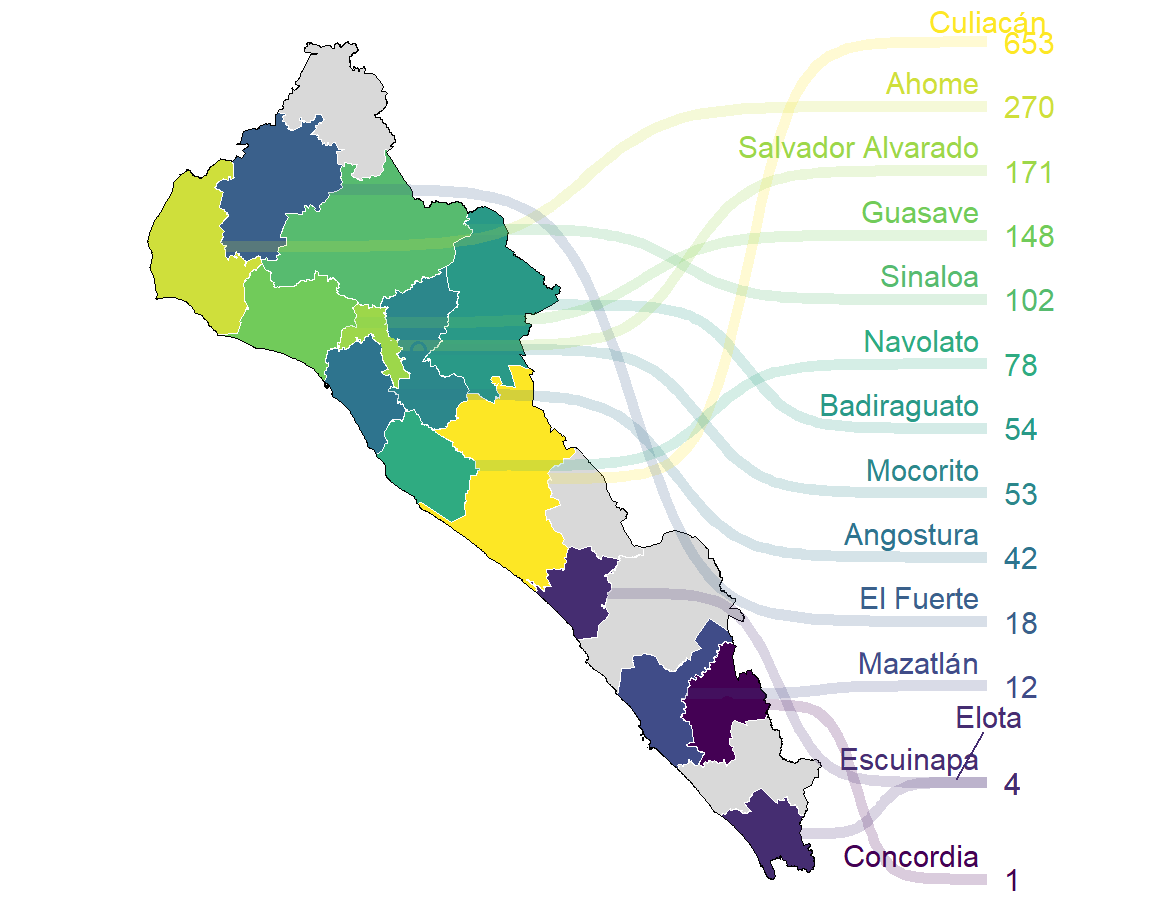 Culiacán
653
Ahome
270
Salvador Alvarado
171
Guasave
148
Sinaloa
102
Navolato
78
Badiraguato
54
Mocorito
53
Angostura
42
El Fuerte
18
Mazatlán
12
Elota
Escuinapa
4
Concordia
1